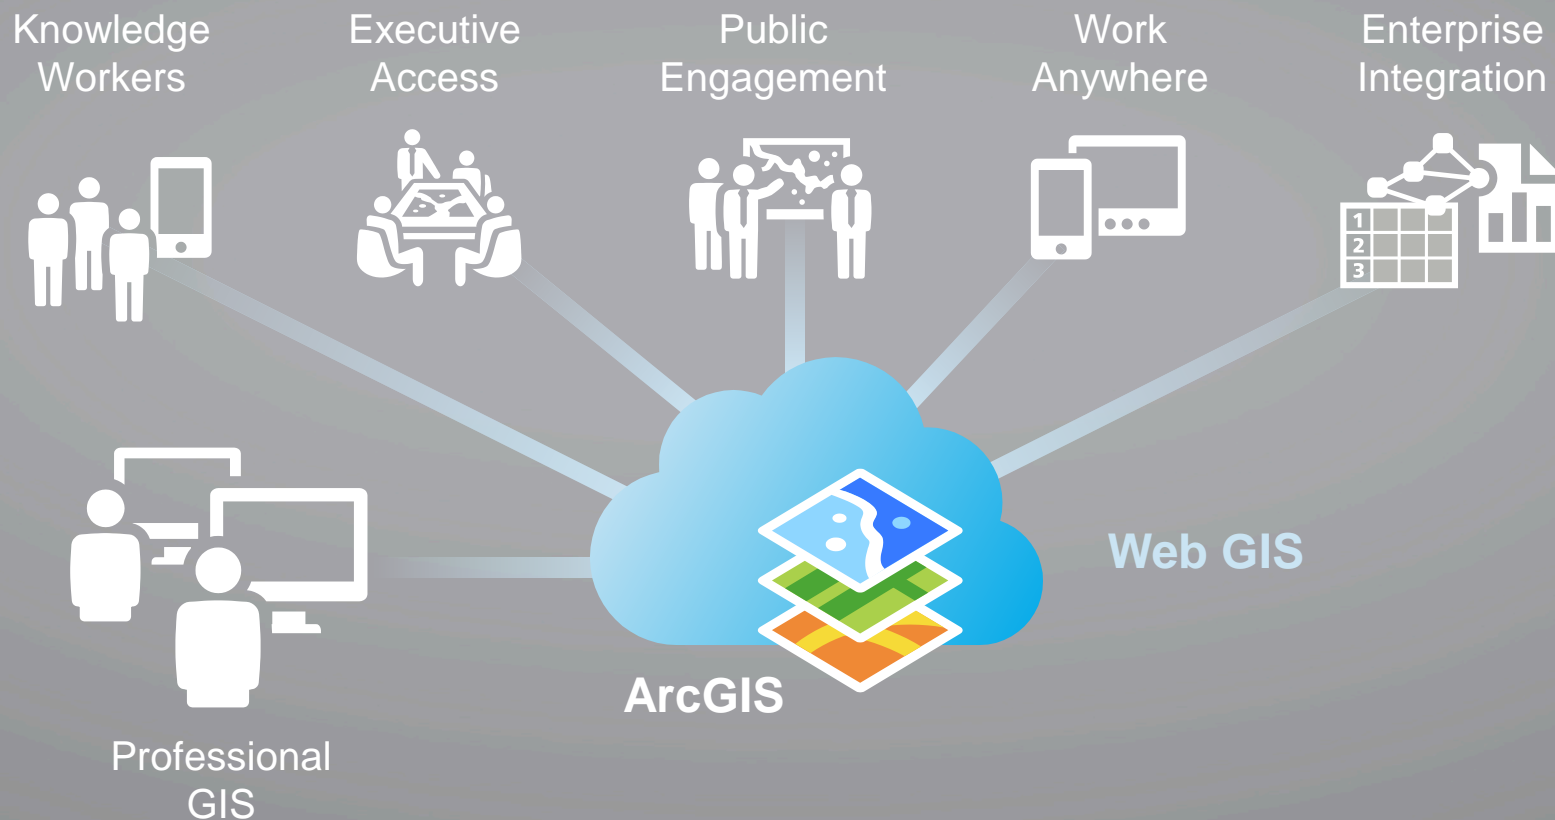 Knowledge
Workers
Executive
Access
Public
Engagement
Work
Anywhere
Enterprise
Integration
1
2
3
Web GIS
ArcGIS
Professional
GIS